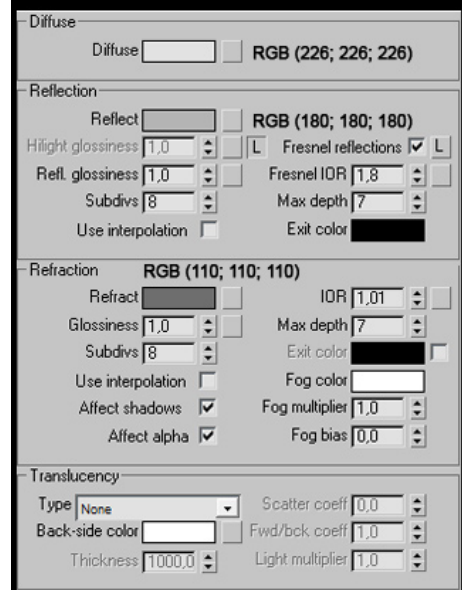 Diffuse
Diffuse RGB (226; 226; 226)
Reflection
Reflect RGB (180; 180; 180)
Hilight glossiness 1,0 L Fresnel reflections L
Refl. glossiness 1,0 Fresnel IOR 1,8
Subdivs 8 Max depth 7
Use interpolation Exit color
Refraction RGB (110; 110; 110)
Refract IOR 1,01
Glossiness 1,0 Max depth 7
Subdivs 8 Exit color
Use interpolation Fog color
Affect shadows Fog multiplier 1,0
Affect alpha Fog bias 0,0
Translucency
Type None Scatter coeff 0,0
Back-side color Fwd/bck coeff 1,0
Thickness 1000,0 Light multiplier 1,0